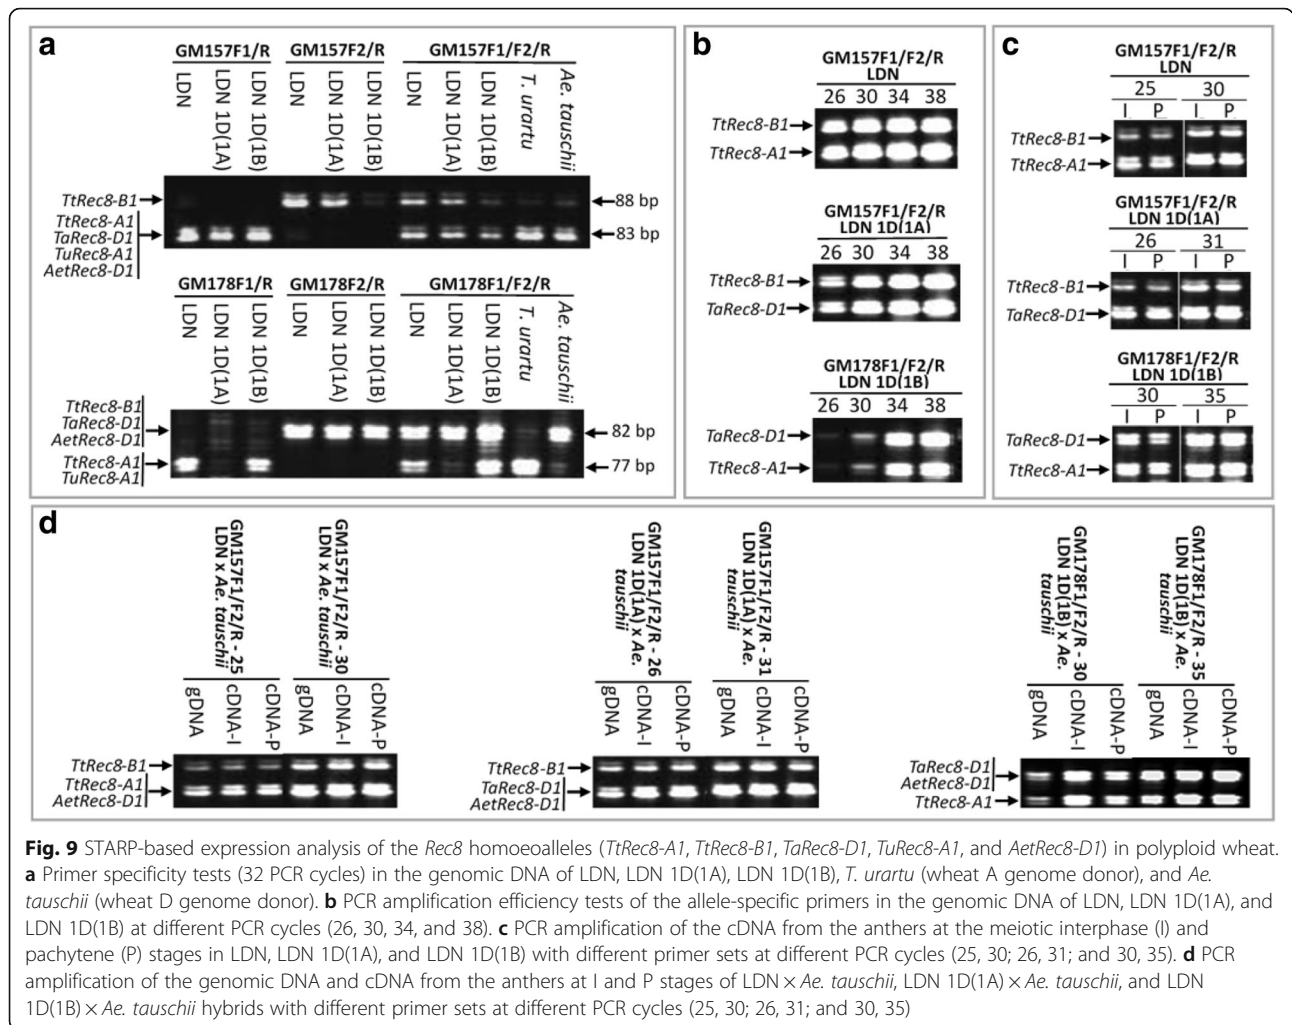 a
GM157F1/R GM157F2/R GM157F1/F2/R
LDN LDN 1D(1A) LDN 1D(1B) LDN LDN 1D(1A) LDN 1D(1B) LDN LDN 1D(1A) LDN 1D(1B) T. urartu Ae. tauschii
TtRec8-B1 88 bp
TtRec8-A1
TaRec8-D1 83 bp
TuRec8-A1
AetRec8-D1
GM178F1/R GM178F2/R GM178F1/F2/R
LDN LDN 1D(1A) LDN 1D(1B) LDN LDN 1D(1A) LDN 1D(1B) LDN LDN 1D(1A) LDN 1D(1B) T. urartu Ae. tauschii
TtRec8-B1
TaRec8-D1 82 bp
AetRec8-D1
TtRec8-A1 77 bp
TuRec8-A1
b
GM157F1/F2/R
LDN
26 30 34 38
TtRec8-B1
TtRec8-A1
GM157F1/F2/R
LDN 1D(1A)
26 30 34 38
TtRec8-B1
TaRec8-D1
GM178F1/F2/R
LDN 1D(1B)
26 30 34 38
TaRec8-D1
TtRec8-A1
c
GM157F1/F2/R
LDN
25 30
I P I P
TtRec8-B1
TtRec8-A1
GM157F1/F2/R
LDN 1D(1A)
26 31
I P I P
TtRec8-B1
TaRec8-D1
GM178F1/F2/R
LDN 1D(1B)
30 35
I P I P
TaRec8-D1
TtRec8-A1
d
GM157F1/F2/R - 25
LDN x Ae. tauschii
GM157F1/F2/R - 30
LDN x Ae. tauschii
gDNA cDNA-I cDNA-P gDNA cDNA-I cDNA-P
TtRec8-B1
TtRec8-A1
AetRec8-D1
GM157F1/F2/R - 26
LDN 1D(1A) x Ae.
tauschii
GM157F1/F2/R - 31
LDN 1D(1A) x Ae.
tauschii
gDNA cDNA-I cDNA-P gDNA cDNA-I cDNA-P
TtRec8-B1
TaRec8-D1
AetRec8-D1
GM178F1/F2/R - 30
LDN 1D(1B) x Ae.
tauschii
GM178F1/F2/R - 35
LDN 1D(1B) x Ae.
tauschii
gDNA cDNA-I cDNA-P gDNA cDNA-I cDNA-P
TaRec8-D1
AetRec8-D1
TtRec8-A1
Fig. 9 STARP-based expression analysis of the Rec8 homoeoalleles (TtRec8-A1, TtRec8-B1, TaRec8-D1, TuRec8-A1, and AetRec8-D1) in polyploid wheat.
a Primer specificity tests (32 PCR cycles) in the genomic DNA of LDN, LDN 1D(1A), LDN 1D(1B), T. urartu (wheat A genome donor), and Ae.
tauschii (wheat D genome donor). b PCR amplification efficiency tests of the allele-specific primers in the genomic DNA of LDN, LDN 1D(1A), and
LDN 1D(1B) at different PCR cycles (26, 30, 34, and 38). c PCR amplification of the cDNA from the anthers at the meiotic interphase (I) and
pachytene (P) stages in LDN, LDN 1D(1A), and LDN 1D(1B) with different primer sets at different PCR cycles (25, 30; 26, 31; and 30, 35). d PCR
amplification of the genomic DNA and cDNA from the anthers at I and P stages of LDN × Ae. tauschii, LDN 1D(1A) × Ae. tauschii, and LDN
1D(1B) × Ae. tauschii hybrids with different primer sets at different PCR cycles (25, 30; 26, 31; and 30, 35)